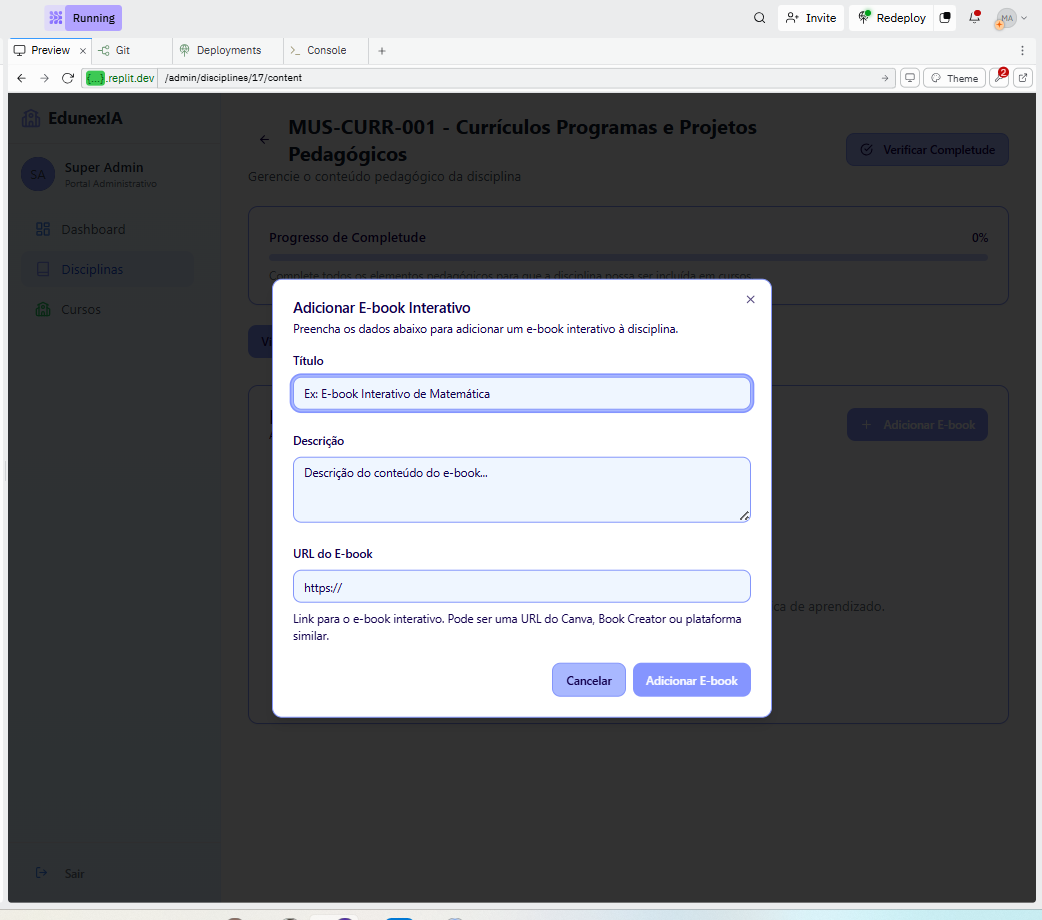 Running
Invite
Redeploy
MA
Preview
Git
Deployments
Console
{...}.replit.dev
/admin/disciplines/17/content
Theme
2
EdunexIA
MUS-CURR-001 - Currículos Programas e Projetos
Pedagógicos
Verificar Completude
Gerencie o conteúdo pedagógico da disciplina
SA
Super Admin
Portal Administrativo
Dashboard
Disciplinas
Cursos
Progresso de Completude
0%
Complete todos os elementos pedagógicos para que a disciplina possa ser incluída em cursos.
Adicionar E-book Interativo
Preencha os dados abaixo para adicionar um e-book interativo à disciplina.
Título
Ex: E-book Interativo de Matemática
Adicionar E-book
Descrição
Descrição do conteúdo do e-book...
URL do E-book
https://
ca de aprendizado.
Link para o e-book interativo. Pode ser uma URL do Canva, Book Creator ou plataforma
similar.
Cancelar
Adicionar E-book
Sair